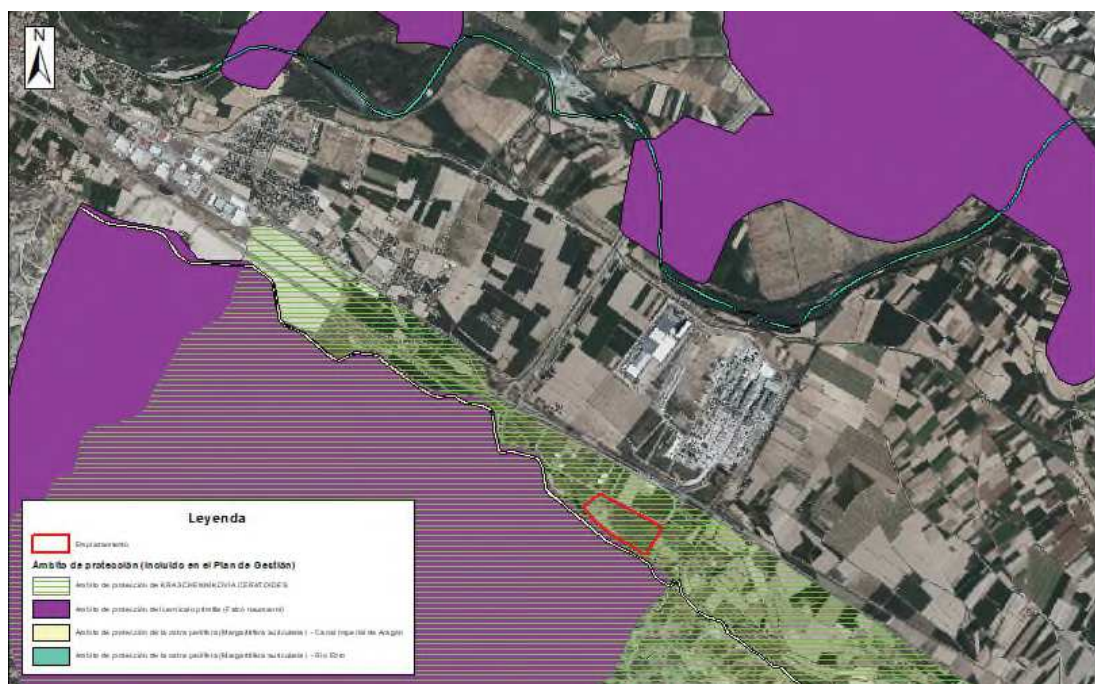 N
Leyenda
Emplazamiento
Ámbito de protección (incluido en el Plan de Gestión)
Ámbito de protección de KRASCHENINNIKOVIA CERATOIDES
Ámbito de protección del cernícalo primilla (Falco naumanni)
Ámbito de protección de la ostra perlífera (Margaritifera auricularia) - Canal Imperial de Aragón
Ámbito de protección de la ostra perlífera (Margaritifera auricularia) - Río Ebro